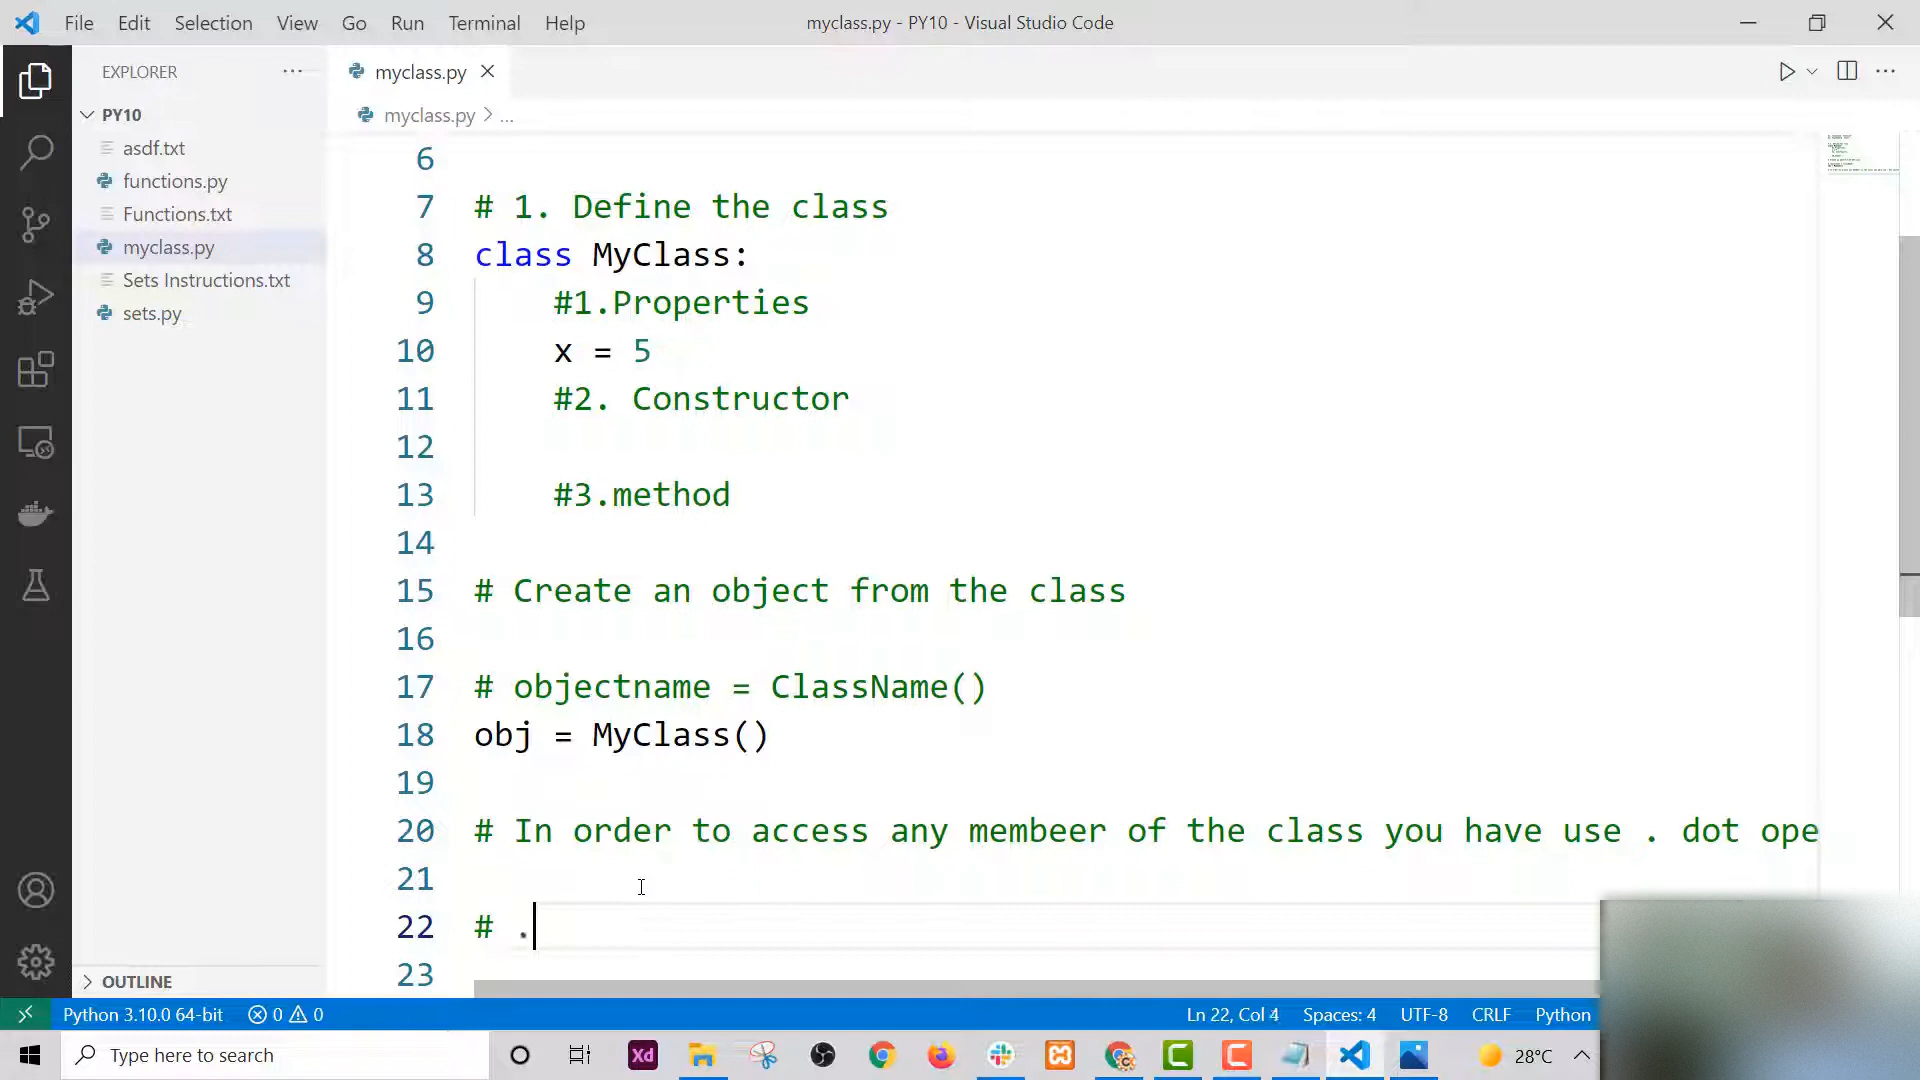 File Edit Selection View Go Run Terminal Help
myclass.py - PY10 - Visual Studio Code
EXPLORER
PY10
asdf.txt
functions.py
Functions.txt
myclass.py
Sets Instructions.txt
sets.py
OUTLINE
myclass.py
myclass.py > ...
6
7 # 1. Define the class
8 class MyClass:
9 #1.Properties
10 x = 5
11 #2. Constructor
12
13 #3.method
14
15 # Create an object from the class
16
17 # objectname = ClassName()
18 obj = MyClass()
19
20 # In order to access any membeer of the class you have use . dot ope
21
22 # .
23
Python 3.10.0 64-bit 0 0
Ln 22, Col 4 Spaces: 4 UTF-8 CRLF Python
Type here to search
Xd
28°C